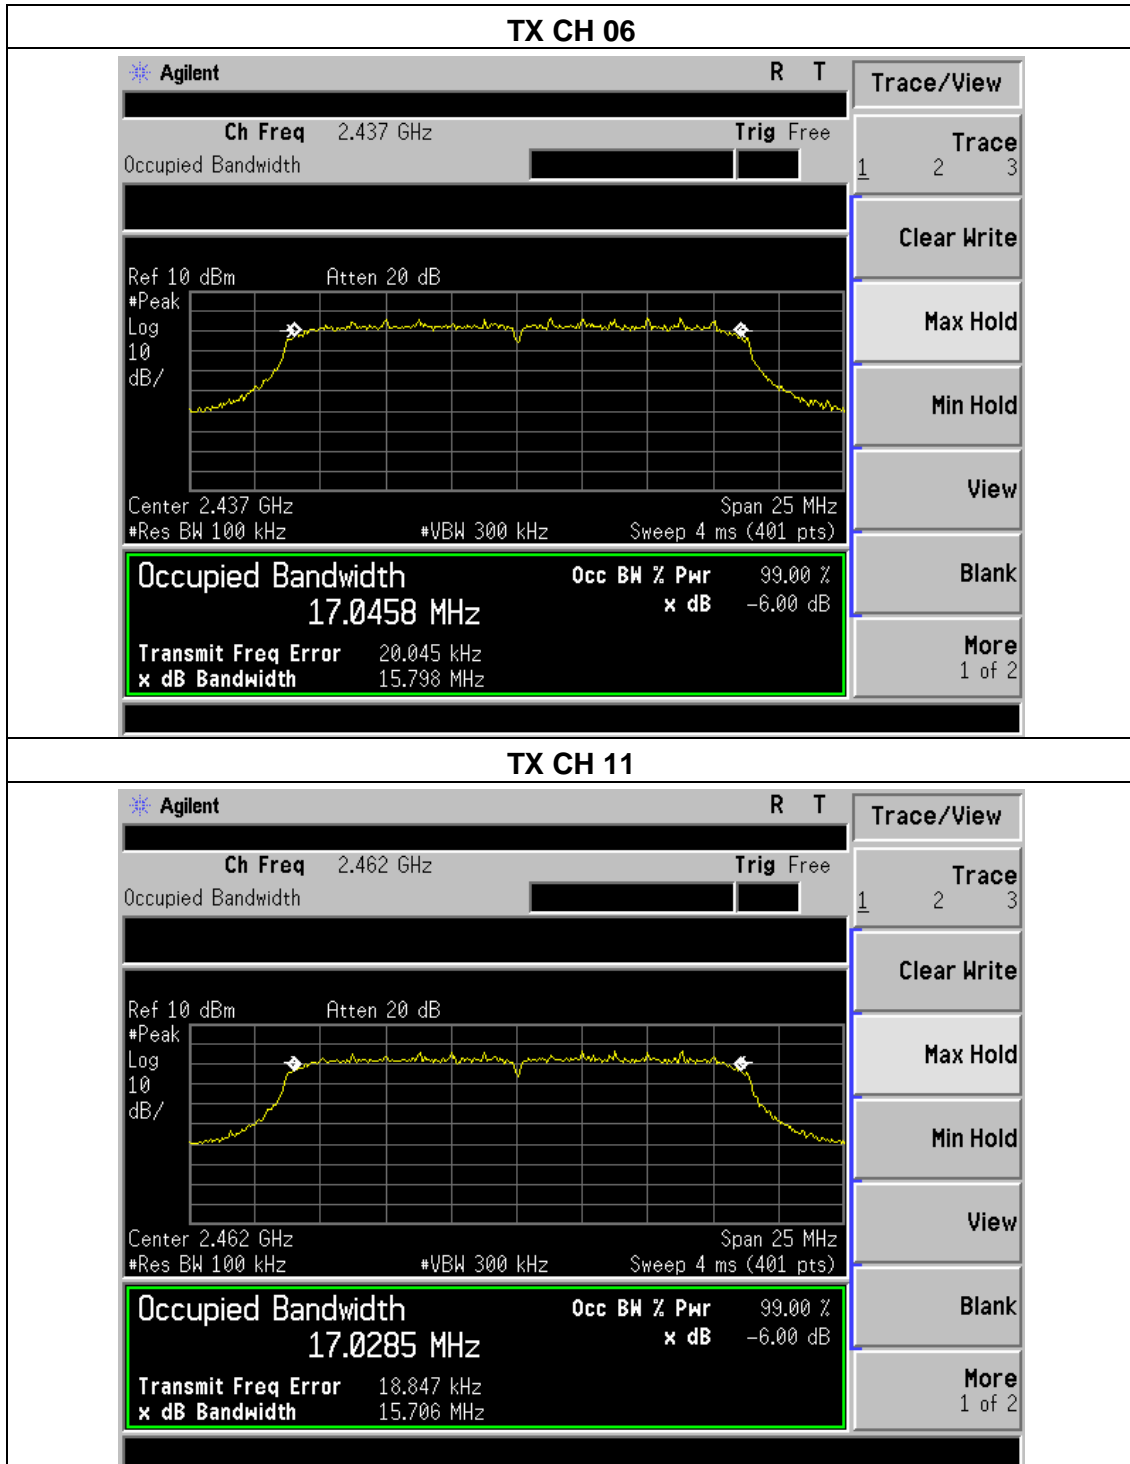 TX CH 06
Agilent R T
Trace/View
Ch Freq 2.437 GHz Trig Free
Occupied Bandwidth
Trace
1 2 3
Clear Write
Max Hold
Min Hold
View
Blank
More
1 of 2
Ref 10 dBm Atten 20 dB
#Peak
Log
10
dB/
Center 2.437 GHz Span 25 MHz
#Res BW 100 kHz #VBW 300 kHz Sweep 4 ms (401 pts)
Occupied Bandwidth Occ BW % Pwr 99.00 %
17.0458 MHz x dB -6.00 dB
Transmit Freq Error 20.045 kHz
x dB Bandwidth 15.798 MHz
TX CH 11
Agilent R T
Trace/View
Ch Freq 2.462 GHz Trig Free
Occupied Bandwidth
Trace
1 2 3
Clear Write
Max Hold
Min Hold
View
Blank
More
1 of 2
Ref 10 dBm Atten 20 dB
#Peak
Log
10
dB/
Center 2.462 GHz Span 25 MHz
#Res BW 100 kHz #VBW 300 kHz Sweep 4 ms (401 pts)
Occupied Bandwidth Occ BW % Pwr 99.00 %
17.0285 MHz x dB -6.00 dB
Transmit Freq Error 18.847 kHz
x dB Bandwidth 15.706 MHz